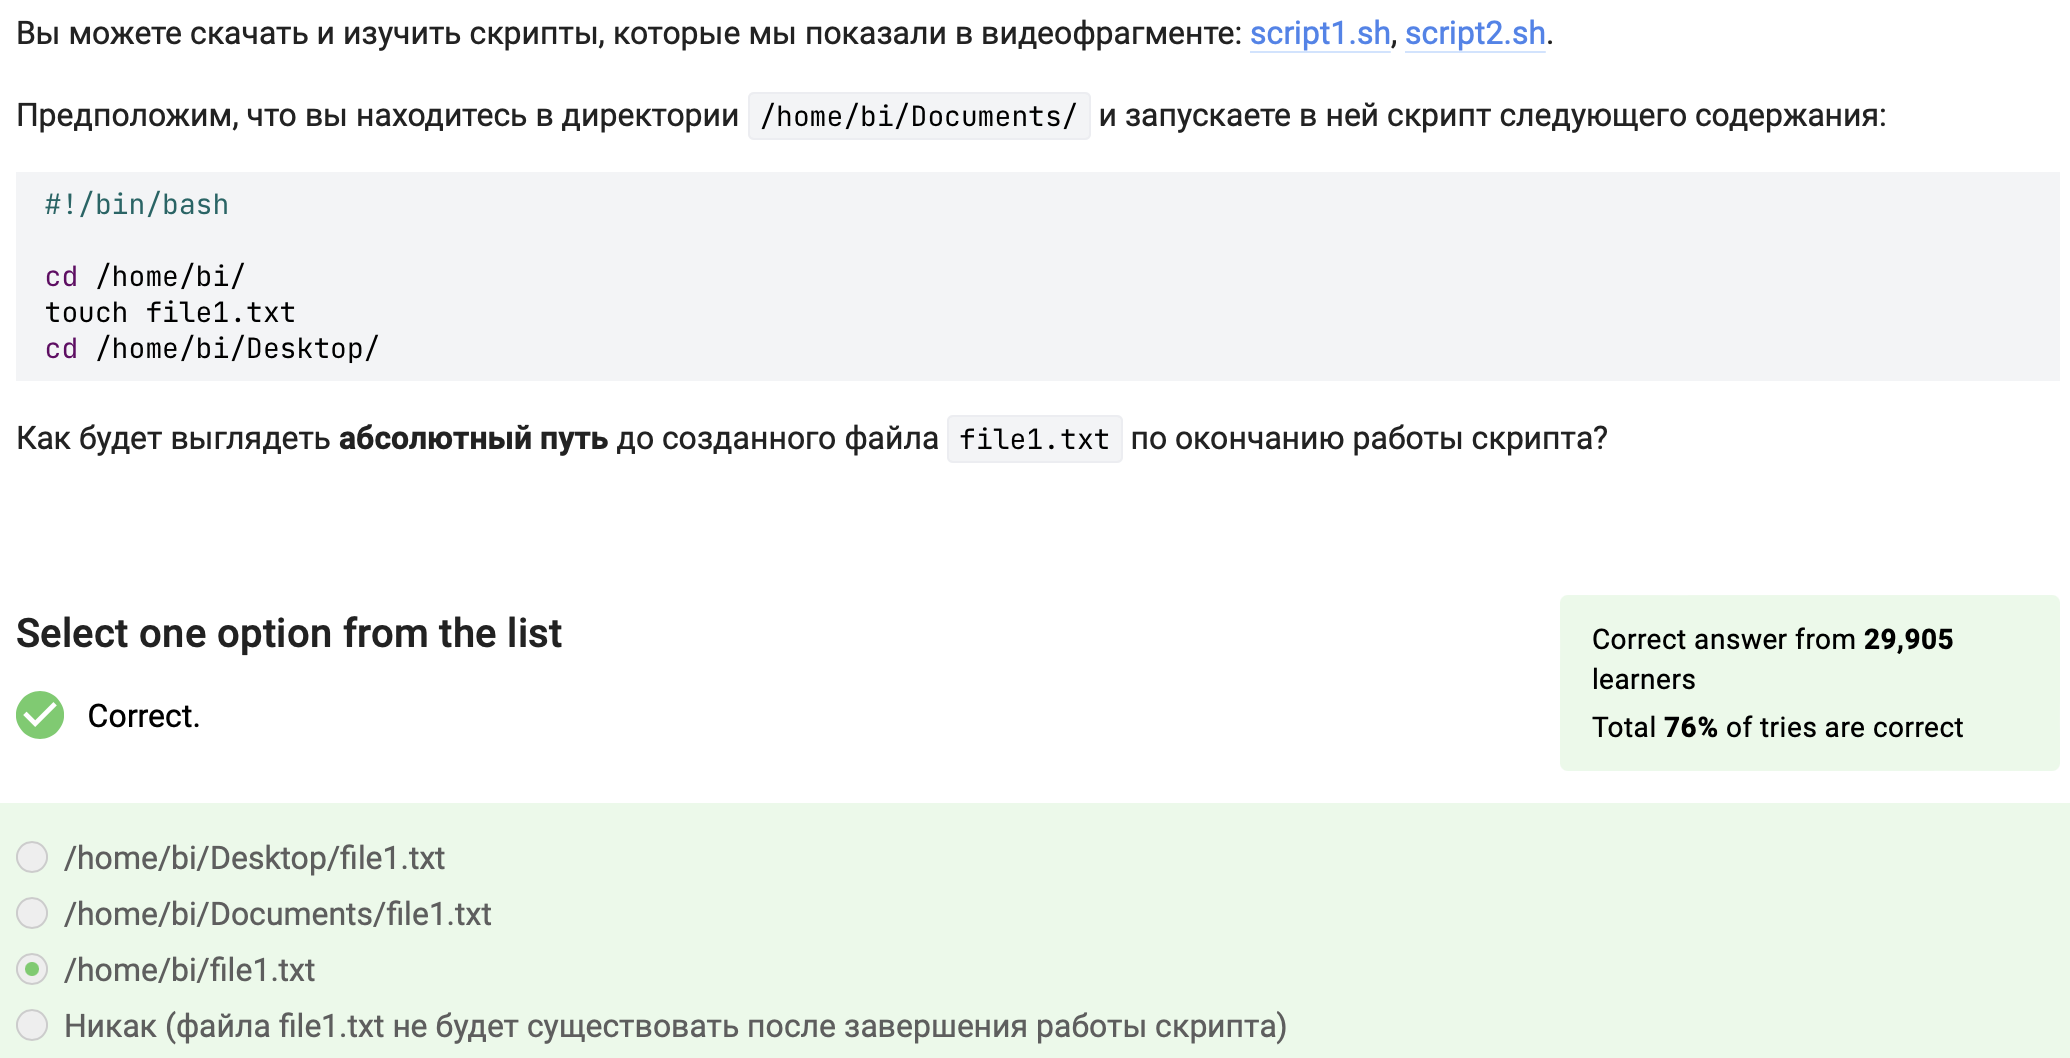 Вы можете скачать и изучить скрипты, которые мы показали в видеофрагменте: script1.sh, script2.sh.
Предположим, что вы находитесь в директории /home/bi/Documents/ и запускаете в ней скрипт следующего содержания:
#!/bin/bash
cd /home/bi/
touch file1.txt
cd /home/bi/Desktop/
Как будет выглядеть абсолютный путь до созданного файла file1.txt по окончанию работы скрипта?
Select one option from the list
Correct.
Correct answer from 29,905
learners
Total 76% of tries are correct
/home/bi/Desktop/file1.txt
/home/bi/Documents/file1.txt
/home/bi/file1.txt
Никак (файла file1.txt не будет существовать после завершения работы скрипта)